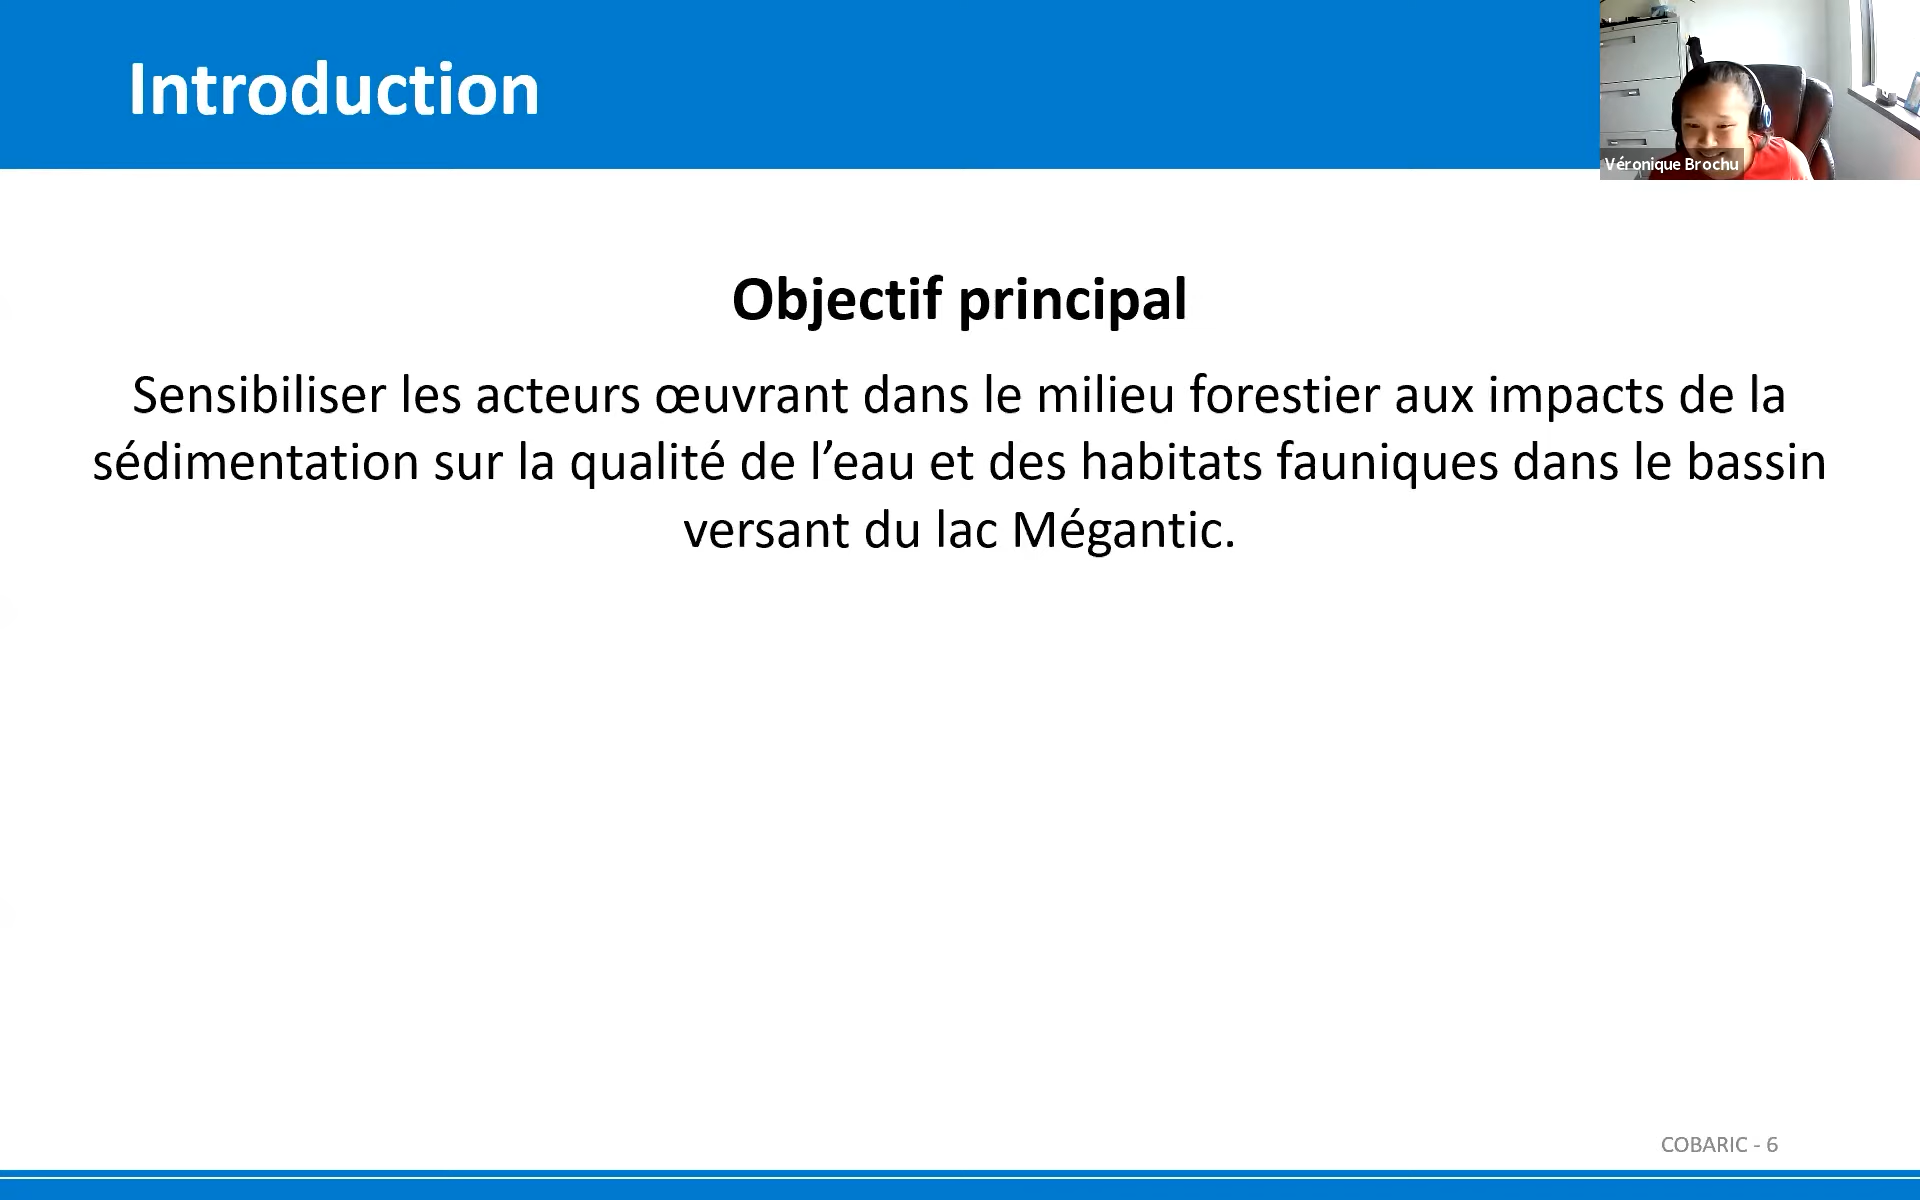 Introduction
Véronique Brochu
Objectif principal
Sensibiliser les acteurs œuvrant dans le milieu forestier aux impacts de la
sédimentation sur la qualité de l’eau et des habitats fauniques dans le bassin
versant du lac Mégantic.
COBARIC - 6